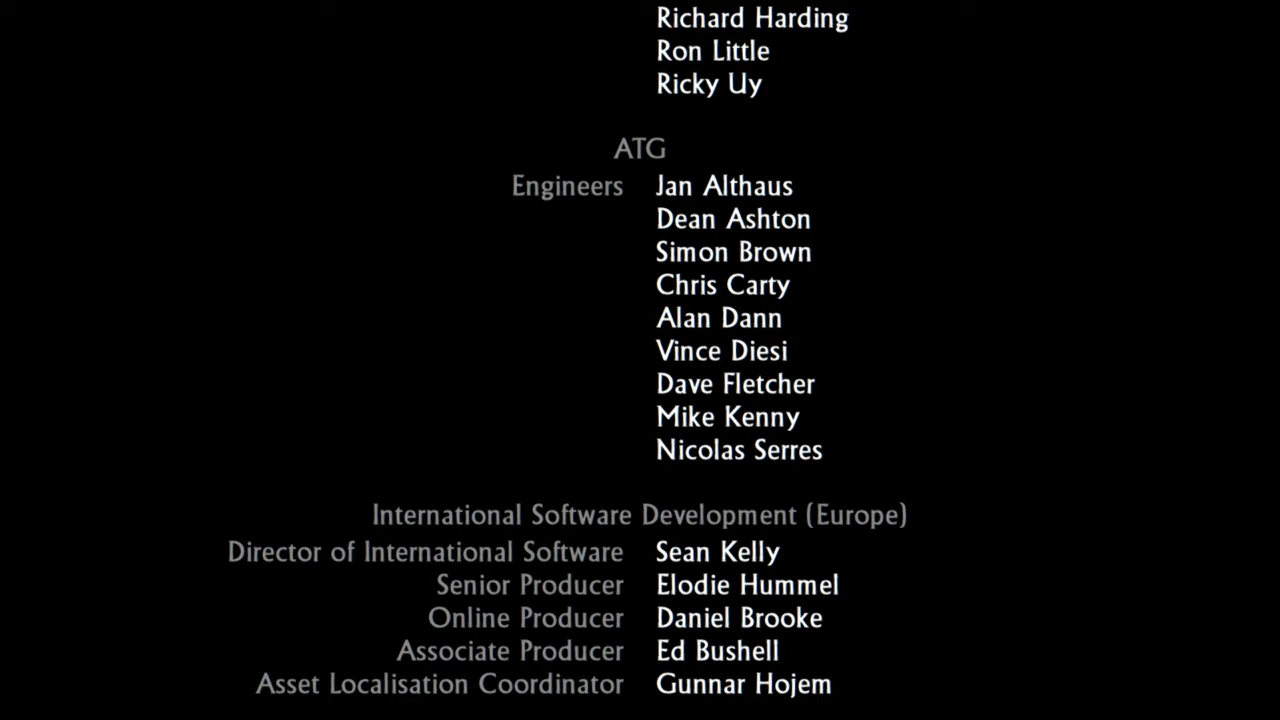 Richard Harding
Ron Little
Ricky Uy
ATG
Engineers Jan Althaus
Dean Ashton
Simon Brown
Chris Carty
Alan Dann
Vince Diesi
Dave Fletcher
Mike Kenny
Nicolas Serres
International Software Development (Europe)
Director of International Software Sean Kelly
Senior Producer Elodie Hummel
Online Producer Daniel Brooke
Associate Producer Ed Bushell
Asset Localisation Coordinator Gunnar Hojem